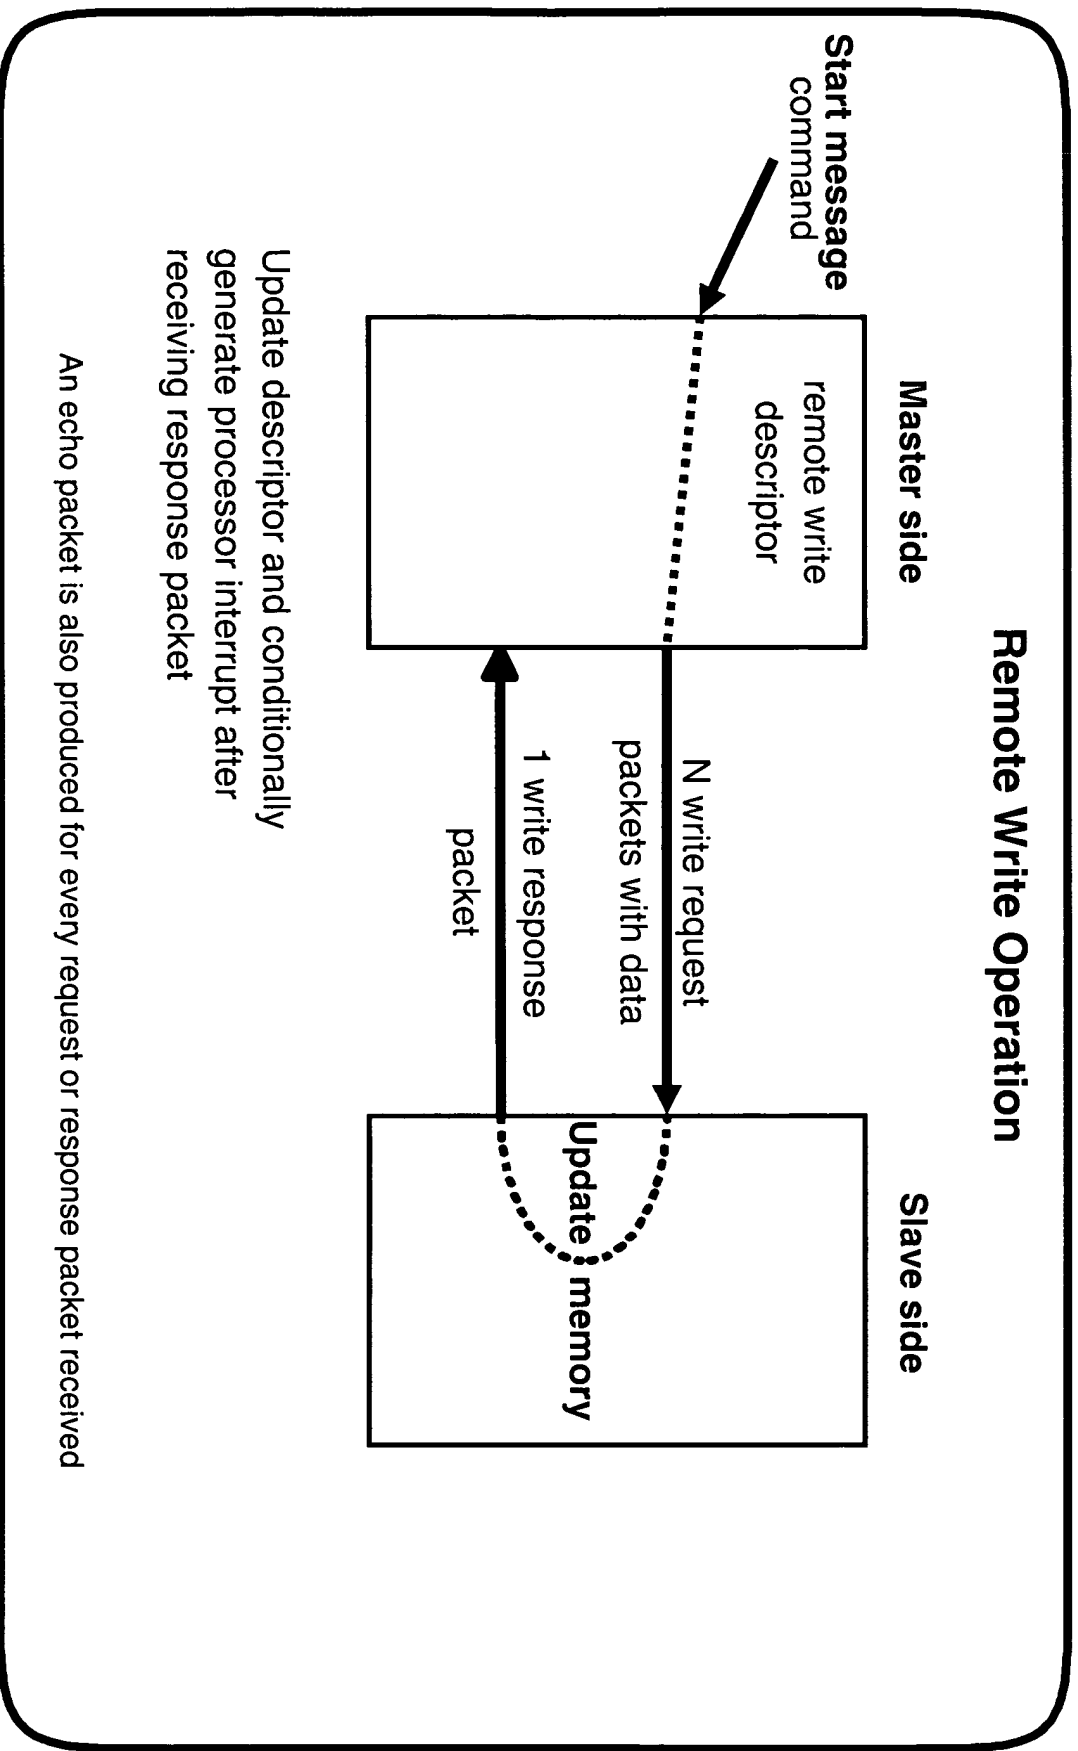 Remote Write Operation
Master side
Slave side
Start message
command
remote write
descriptor
N write request
packets with data
1 write response
packet
Update memory
Update descriptor and conditionally
generate processor interrupt after
receiving response packet
An echo packet is also produced for every request or response packet received